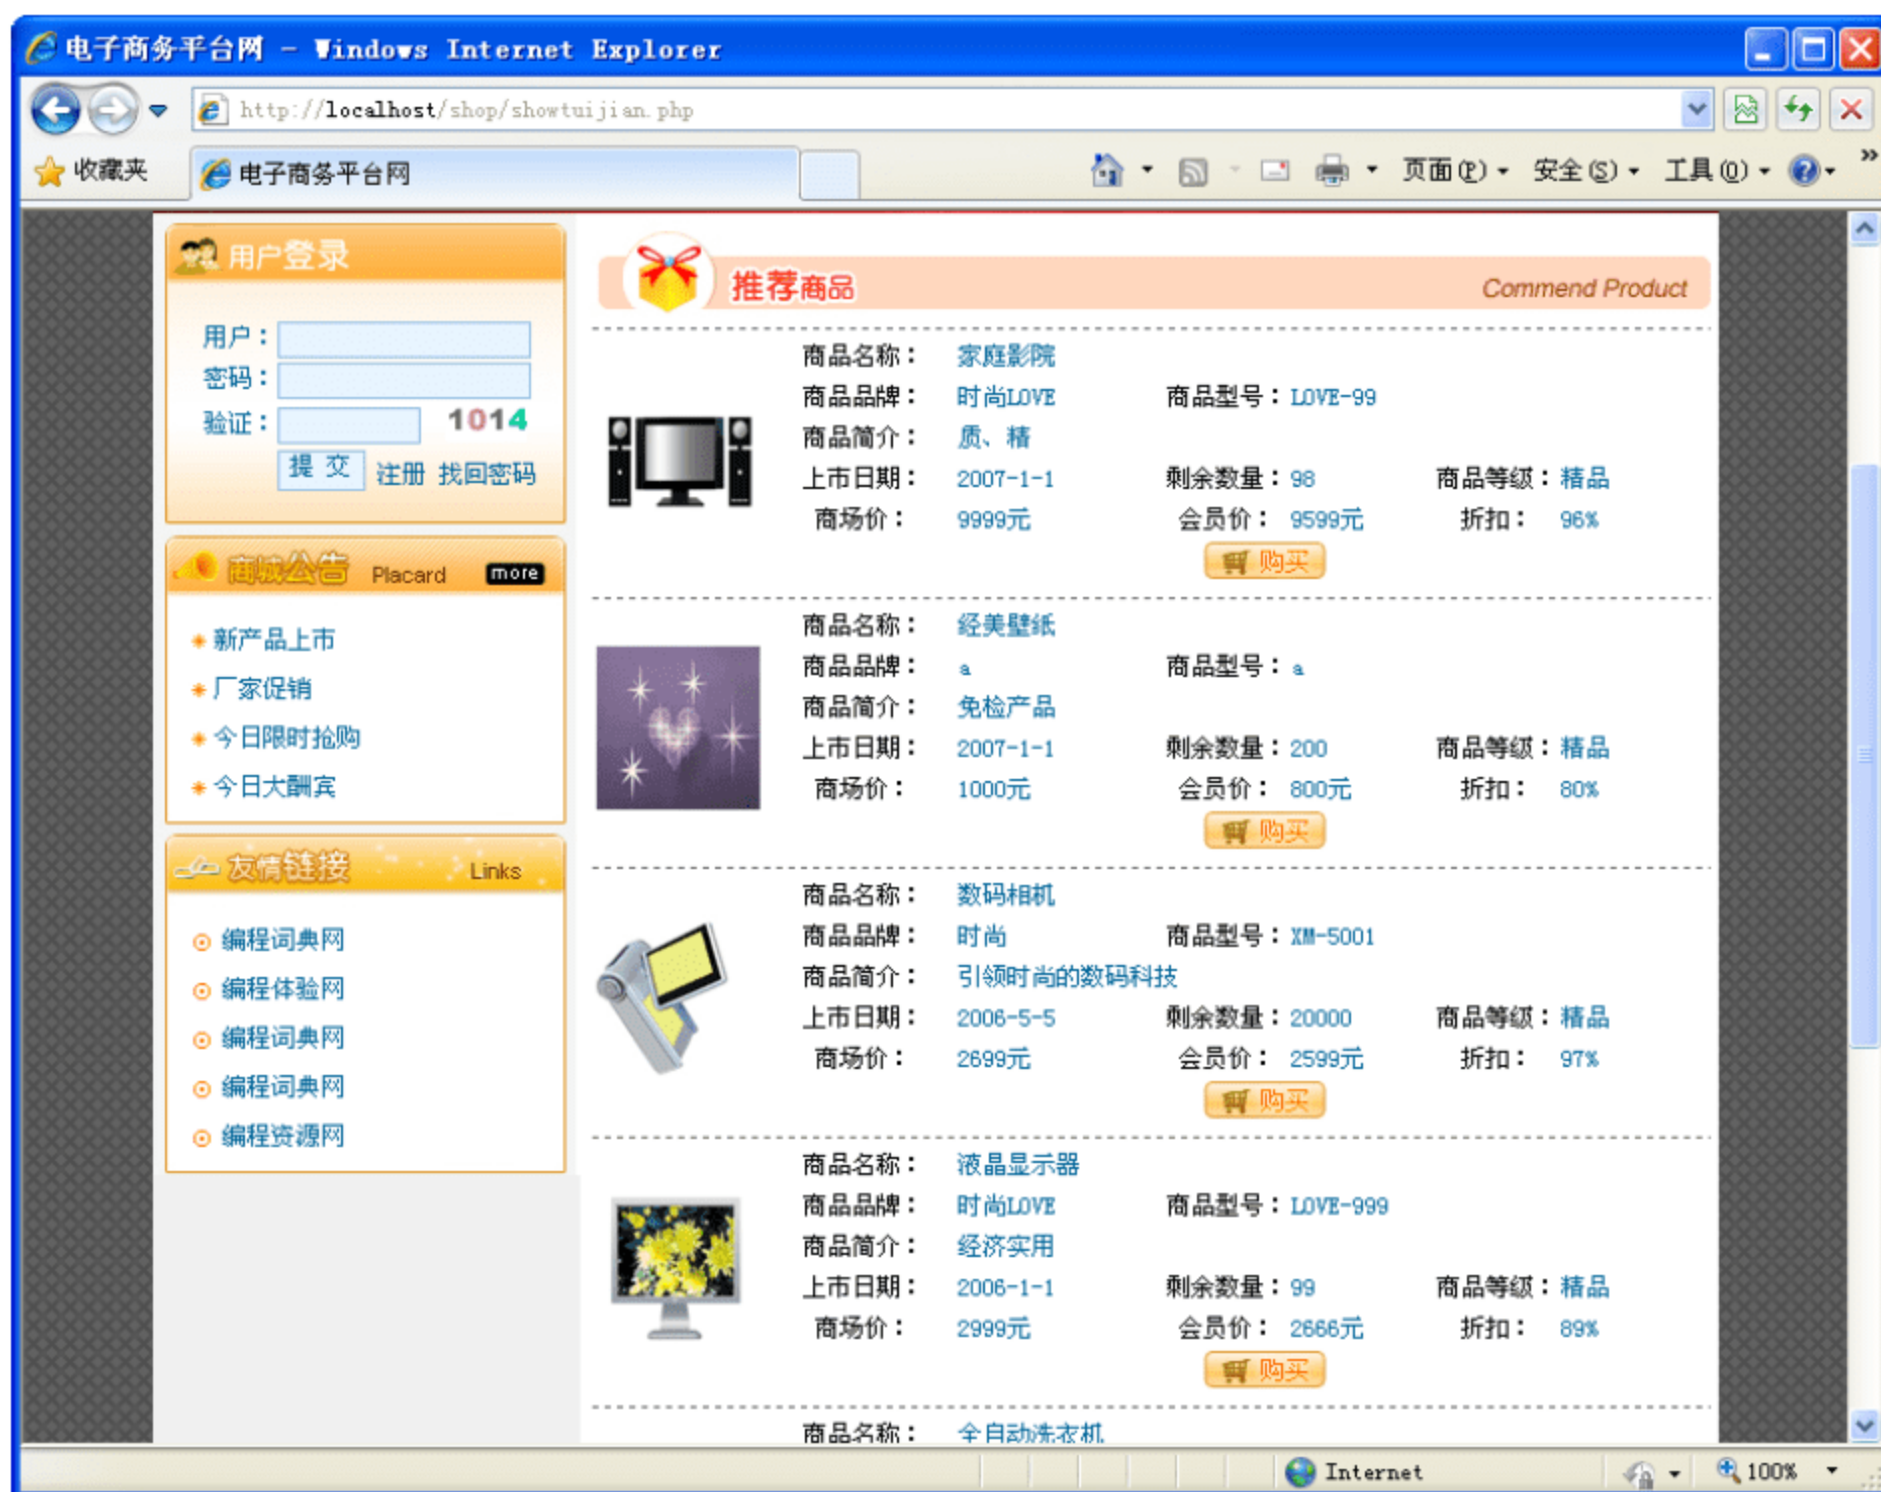 电子商务平台网 - Windows Internet Explorer
http://localhost/shop/showtuijian.php
收藏夹
电子商务平台网
页面(P) 安全(S) 工具(O) »
用户登录
用户：
密码：
验证： 1014
提 交 注册 找回密码
商城公告 Placard more
新产品上市
厂家促销
今日限时抢购
今日大酬宾
友情链接 Links
编程词典网
编程体验网
编程词典网
编程词典网
编程资源网
推荐商品 Commend Product
商品名称： 家庭影院
商品品牌： 时尚LOVE 商品型号：LOVE-99
商品简介： 质、精
上市日期： 2007-1-1 剩余数量：98 商品等级：精品
商场价： 9999元 会员价： 9599元 折扣： 96%
购买
商品名称： 经美壁纸
商品品牌： a 商品型号：a
商品简介： 免检产品
上市日期： 2007-1-1 剩余数量：200 商品等级：精品
商场价： 1000元 会员价： 800元 折扣： 80%
购买
商品名称： 数码相机
商品品牌： 时尚 商品型号：XM-5001
商品简介： 引领时尚的数码科技
上市日期： 2006-5-5 剩余数量：20000 商品等级：精品
商场价： 2699元 会员价： 2599元 折扣： 97%
购买
商品名称： 液晶显示器
商品品牌： 时尚LOVE 商品型号：LOVE-999
商品简介： 经济实用
上市日期： 2006-1-1 剩余数量：99 商品等级：精品
商场价： 2999元 会员价： 2666元 折扣： 89%
购买
商品名称： 全自动洗衣机
Internet 100%